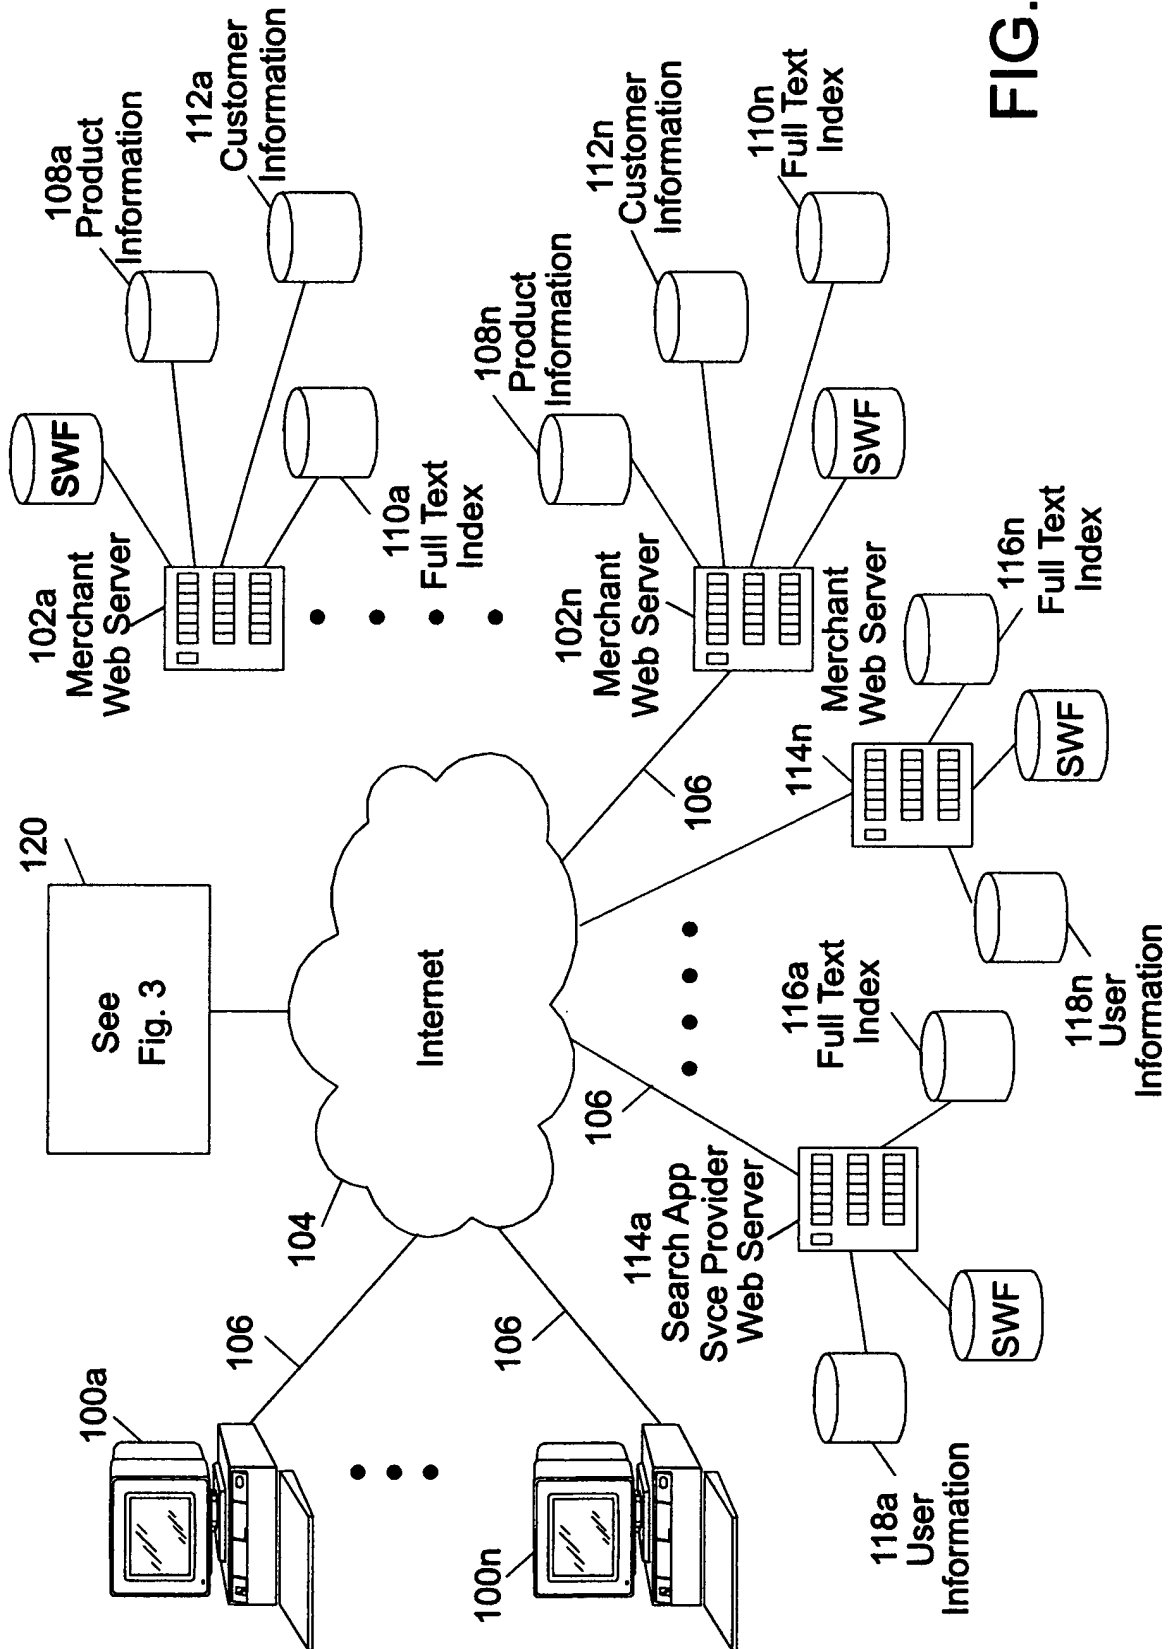 100a
106
104
See
Fig. 3
120
Internet
100n
106
102a
Merchant
Web Server
SWF
108a
Product
Information
112a
Customer
Information
110a
Full Text
Index
102n
Merchant
Web Server
106
108n
Product
Information
112n
Customer
Information
110n
Full Text
Index
SWF
114a
Search App
Svce Provider
Web Server
106
116a
Full Text
Index
118a
User
Information
SWF
114n
Merchant
Web Server
116n
Full Text
Index
118n
User
Information
SWF
FIG.